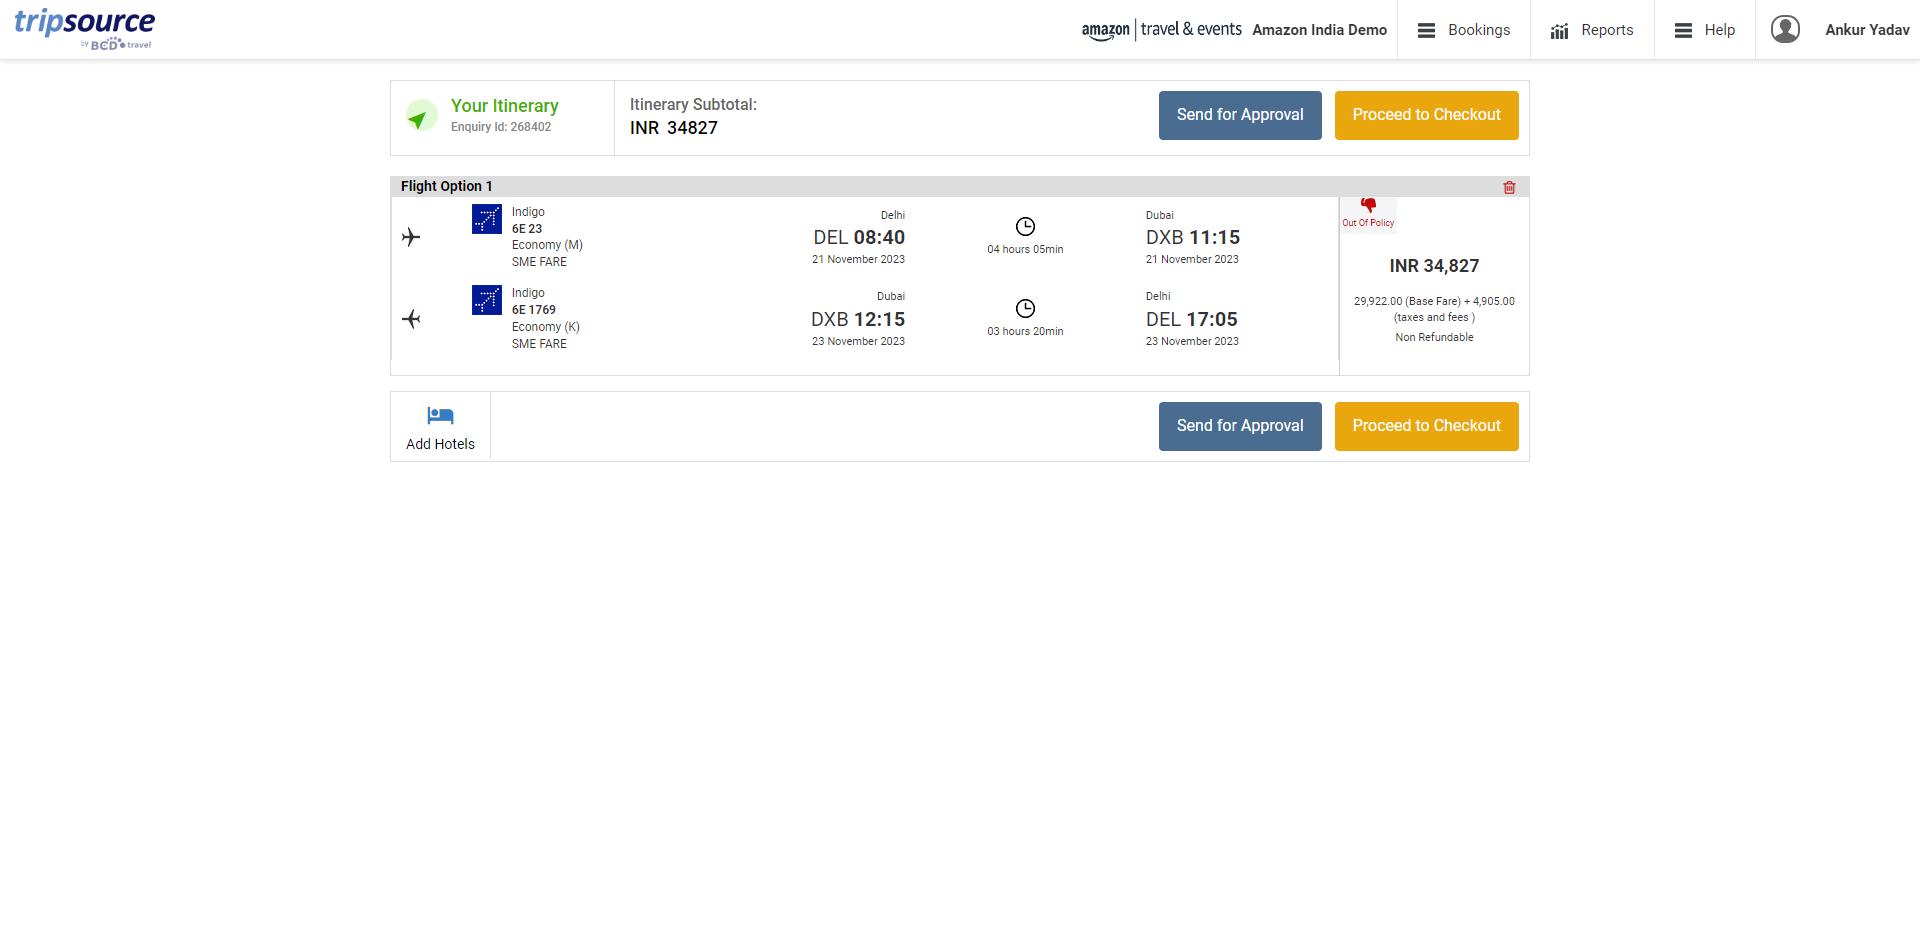 tripsource
by BCD travel
amazon | travel & events Amazon India Demo
Bookings
Reports
Help
Ankur Yadav
Your Itinerary
Enquiry Id: 268402
Itinerary Subtotal:
INR 34827
Send for Approval
Proceed to Checkout
Flight Option 1
Indigo
6E 23
Economy (M)
SME FARE
Delhi
DEL 08:40
21 November 2023
04 hours 05min
Dubai
DXB 11:15
21 November 2023
Indigo
6E 1769
Economy (K)
SME FARE
Dubai
DXB 12:15
23 November 2023
03 hours 20min
Delhi
DEL 17:05
23 November 2023
Out Of Policy
INR 34,827
29,922.00 (Base Fare) + 4,905.00
(taxes and fees )
Non Refundable
Add Hotels
Send for Approval
Proceed to Checkout